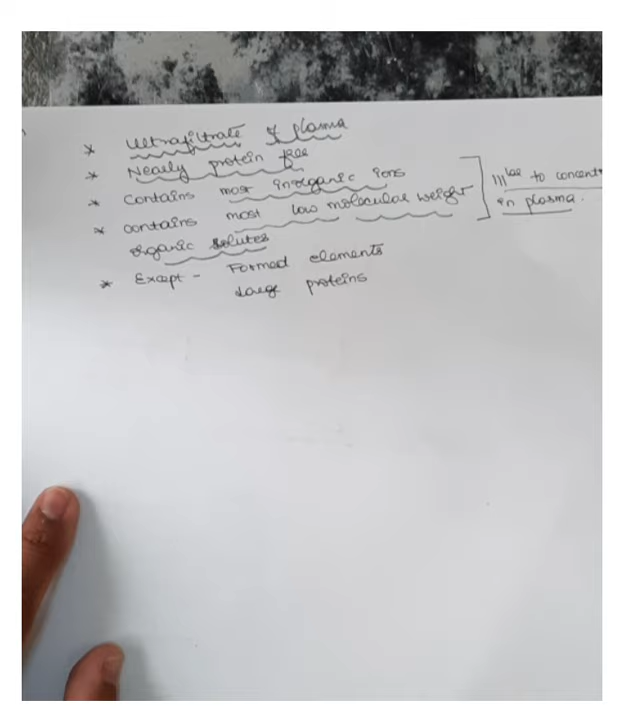 * Ultrafiltrate of plasma
* Nearly protein free
* Contains most inorganic ions
* contains most low molecular weight
organic solutes
|||lar to concent
in plasma.
* Except - Formed elements
Large proteins